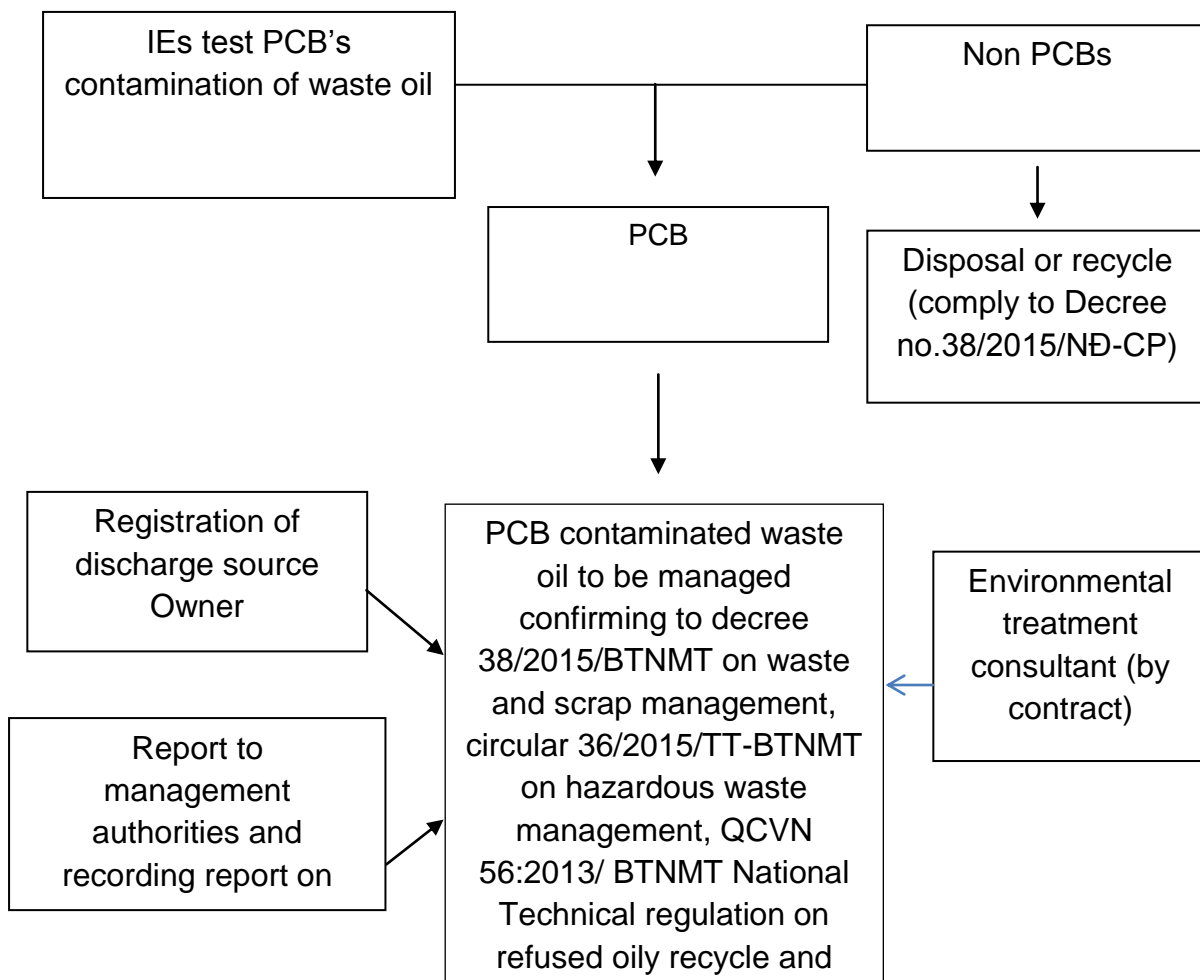 IEs test PCB’s
contamination of waste oil
Non PCBs
PCB
Disposal or recycle
(comply to Decree
no.38/2015/NĐ-CP)
Registration of
discharge source
Owner
Report to
management
authorities and
recording report on
PCB contaminated waste
oil to be managed
confirming to decree
38/2015/BTNMT on waste
and scrap management,
circular 36/2015/TT-BTNMT
on hazardous waste
management, QCVN
56:2013/ BTNMT National
Technical regulation on
refused oily recycle and
Environmental
treatment
consultant (by
contract)